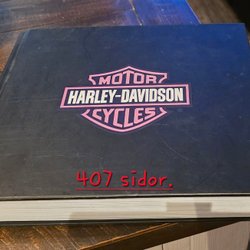 MOTOR
HARLEY-DAVIDSON
CYCLES
407 sidor.